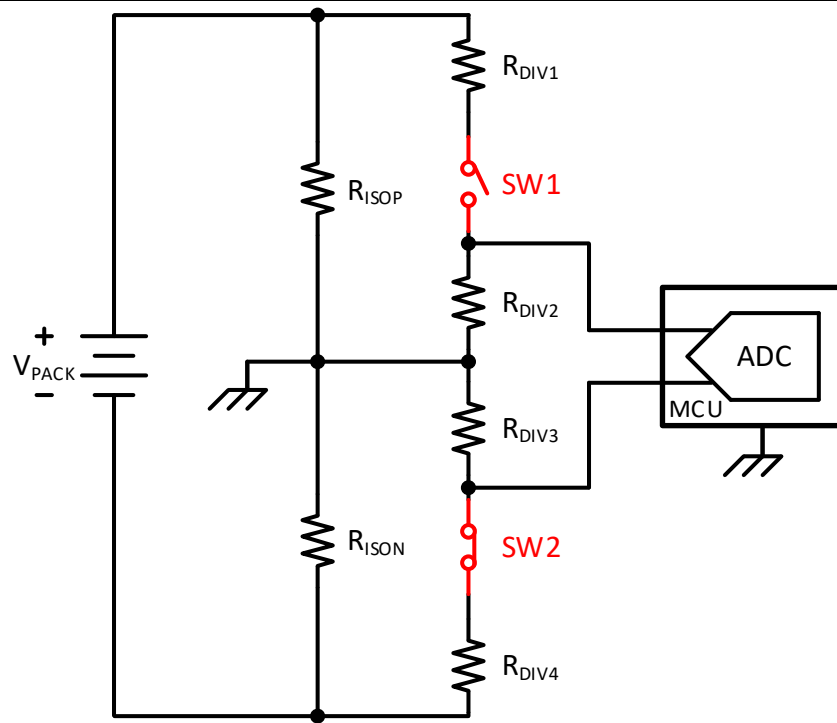 R_DIV1
SW1
R_ISOP
R_DIV2
+
V_PACK
-
ADC
MCU
R_DIV3
R_ISON
SW2
R_DIV4